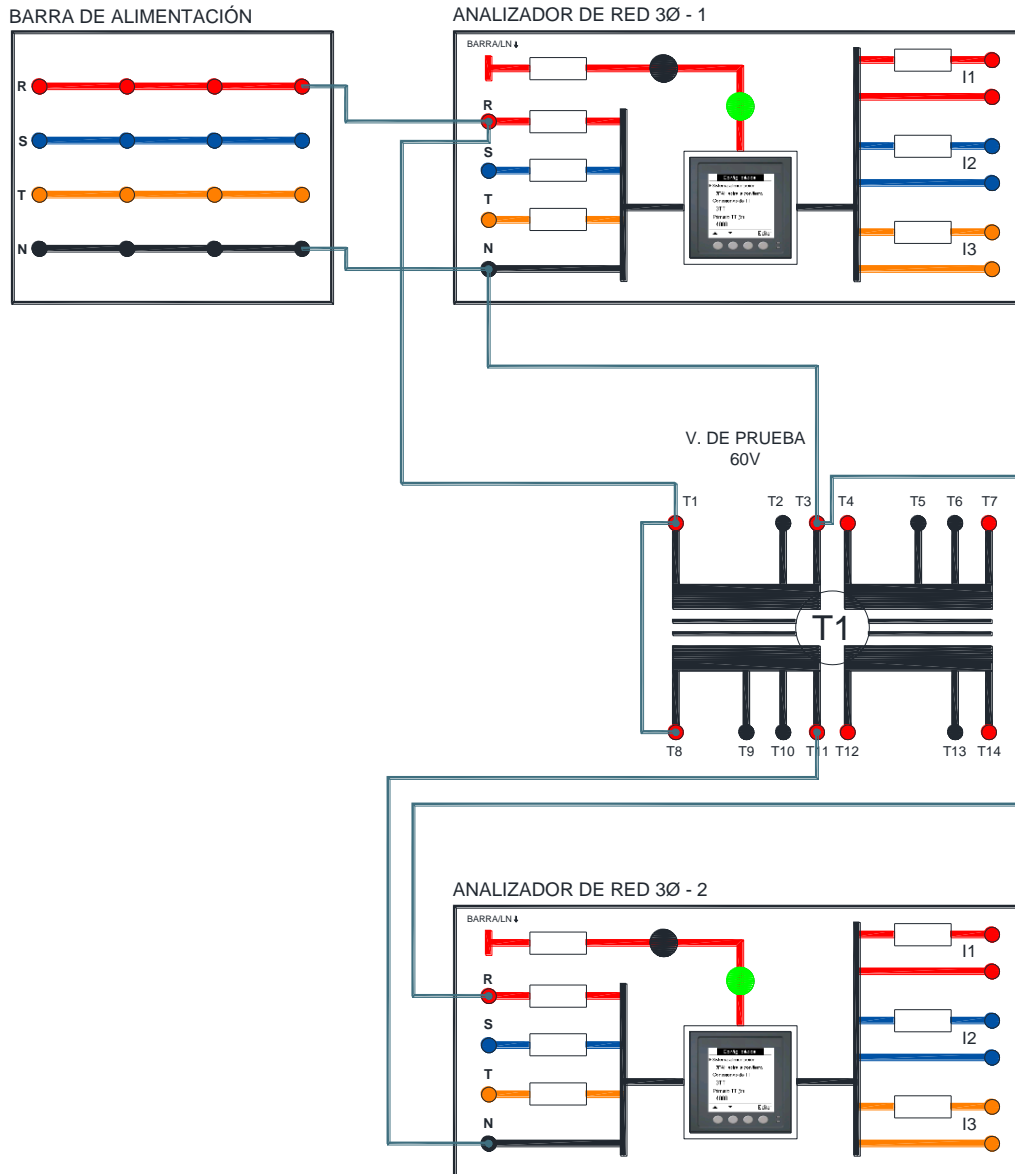 BARRA DE ALIMENTACIÓN
R
S
T
N
ANALIZADOR DE RED 3Ø - 1
BARRA/LN
R
S
T
N
I1
I2
I3
Edita
V. DE PRUEBA
60V
T1
T2
T3
T4
T5
T6
T7
T1
T8
T9
T10
T11
T12
T13
T14
ANALIZADOR DE RED 3Ø - 2
BARRA/LN
R
S
T
N
I1
I2
I3